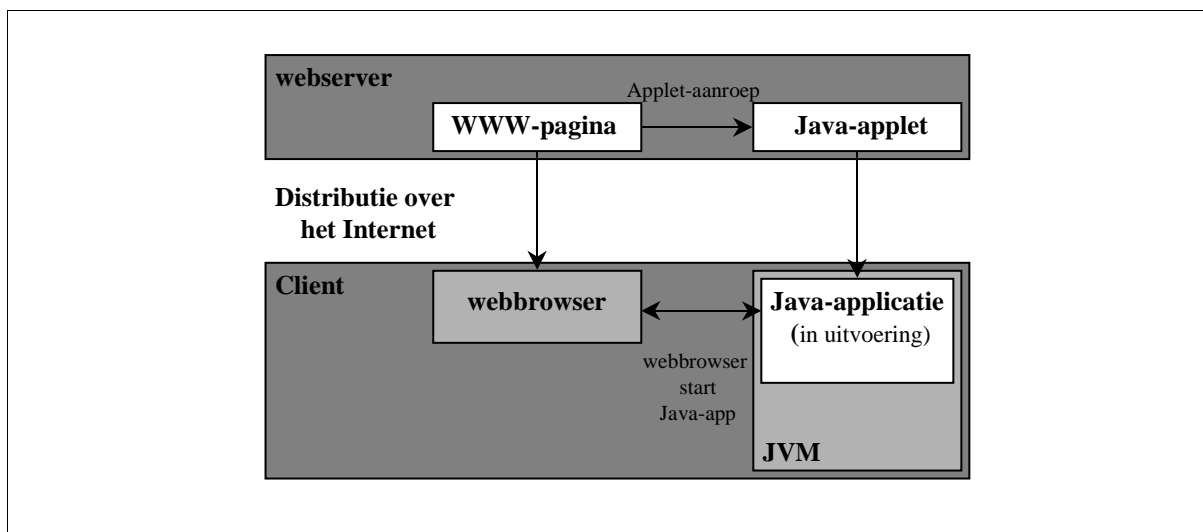 webserver
Applet-aanroep
WWW-pagina
Java-applet
Distributie over
het Internet
Client
webbrowser
Java-applicatie
(in uitvoering)
webbrowser
start
Java-app
JVM